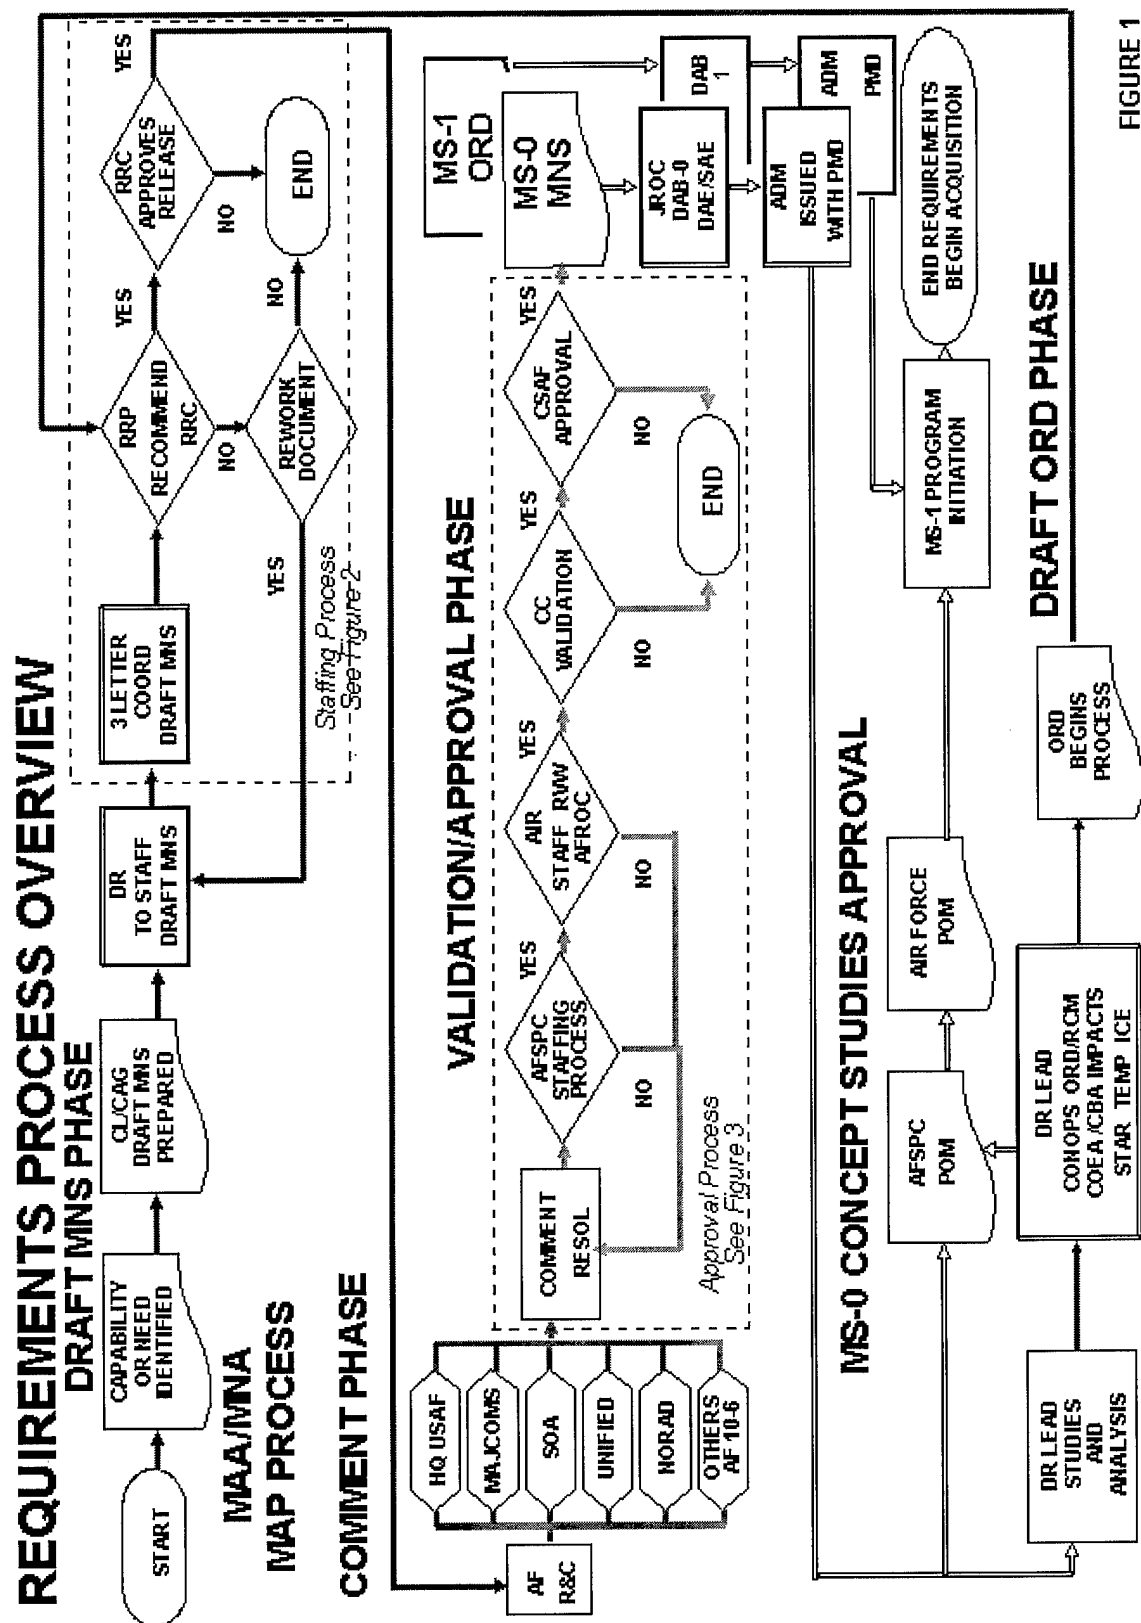 REQUIREMENTS PROCESS OVERVIEW
DRAFT MNS PHASE
START
CAPABILITY
OR NEED
IDENTIFIED
CL/CAG
DRAFT MNS
PREPARED
DR
TO STAFF
DRAFT MNS
3 LETTER
COORD
DRAFT MNS
RRP
RECOMMEND
RRC
YES
RRC
APPROVES
RELEASE
YES
NO
NO
REWORK
DOCUMENT
NO
END
YES
Staffing Process
See Figure 2
MAA/MNA
MAP PROCESS
COMMENT PHASE
AF
R&C
HQ USAF
MAJCOMS
SOA
UNIFIED
NORAD
OTHERS
AF 10-6
VALIDATION/APPROVAL PHASE
COMMENT
RESOL
AFSPC
STAFFING
PROCESS
YES
NO
AIR
STAFF RVW
AFROC
YES
NO
CC
VALIDATION
YES
NO
CSAF
APPROVAL
YES
NO
END
Approval Process
See Figure 3
MS-1
ORD
MS-0
MNS
JROC
DAB-0
DAE/SAE
DAB
1
ADM
ISSUED
WITH PMD
ADM
PMD
MS-0 CONCEPT STUDIES APPROVAL
AFSPC
POM
AIR FORCE
POM
MS-1 PROGRAM
INITIATION
END REQUIREMENTS
BEGIN ACQUISITION
DR LEAD
STUDIES
AND
ANALYSIS
DR LEAD
CONOPS ORD/RCM
COEA/CBA IMPACTS
STAR TEMP ICE
ORD
BEGINS
PROCESS
DRAFT ORD PHASE
FIGURE 1